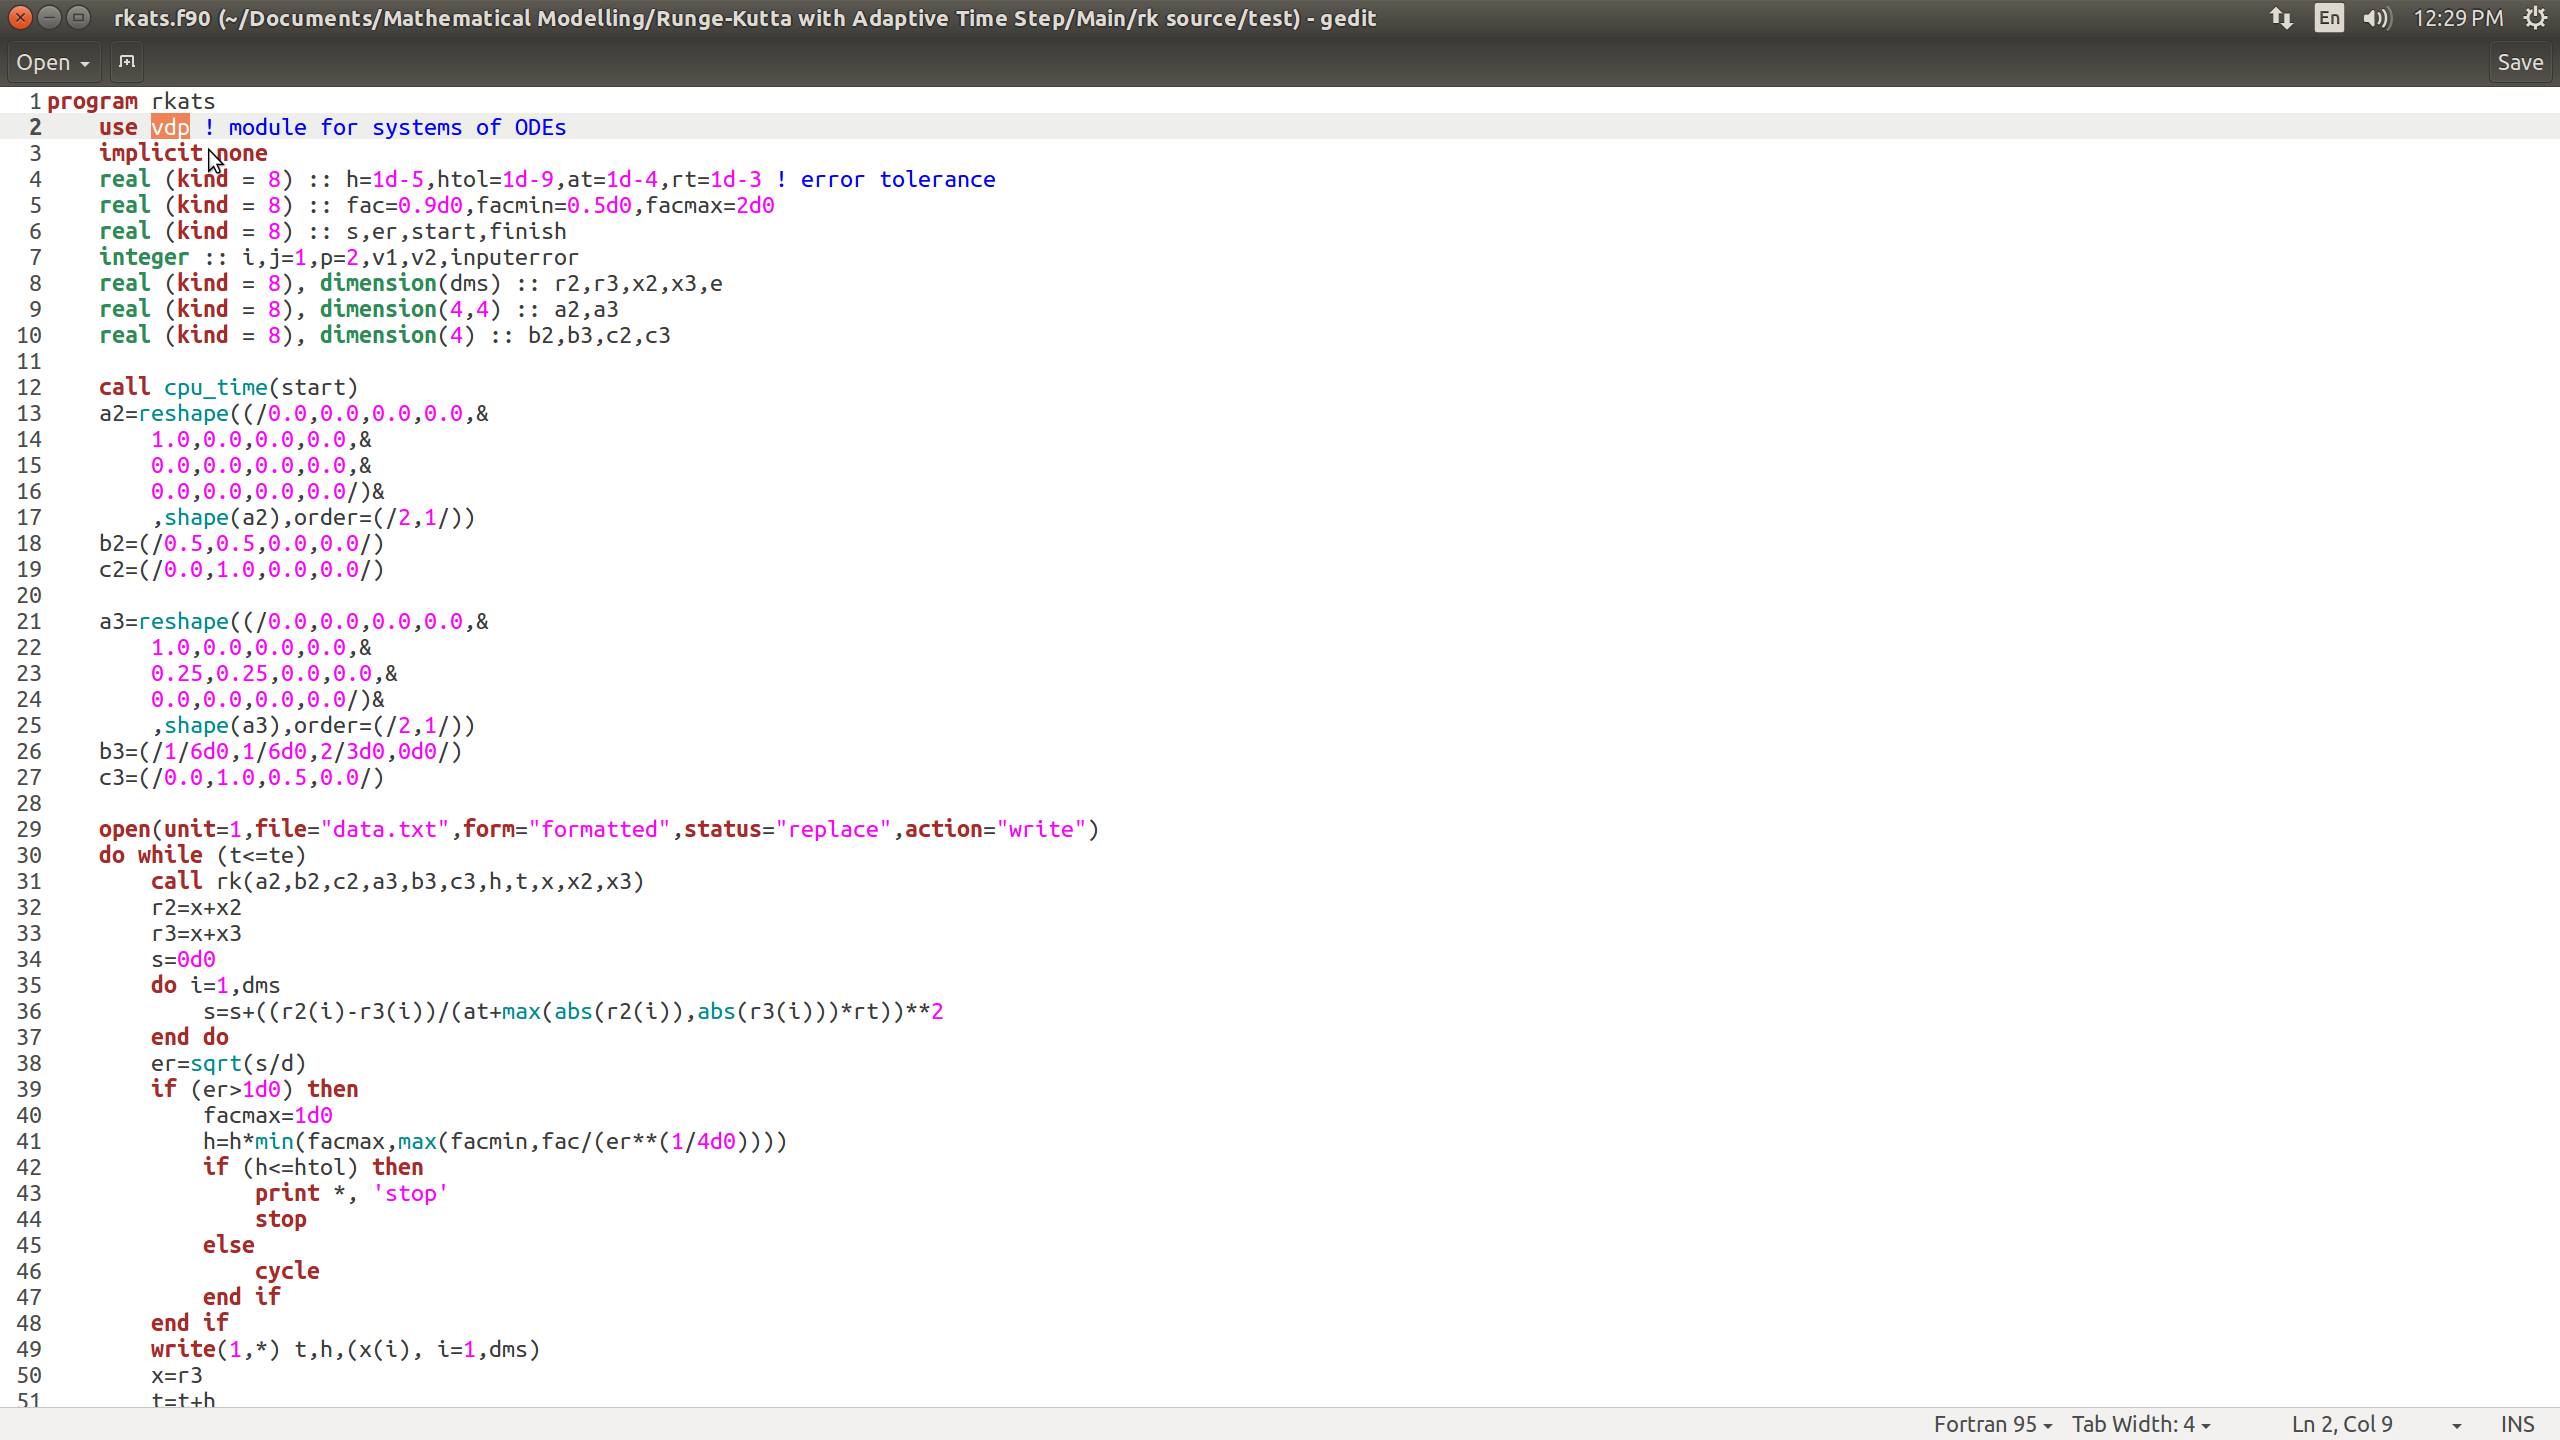 rkats.f90 (~/Documents/Mathematical Modelling/Runge-Kutta with Adaptive Time Step/Main/rk source/test) - gedit
En
12:29 PM
Open
Save
1 program rkats
2     use vdp ! module for systems of ODEs
3     implicit none
4     real (kind = 8) :: h=1d-5,htol=1d-9,at=1d-4,rt=1d-3 ! error tolerance
5     real (kind = 8) :: fac=0.9d0,facmin=0.5d0,facmax=2d0
6     real (kind = 8) :: s,er,start,finish
7     integer :: i,j=1,p=2,v1,v2,inputerror
8     real (kind = 8), dimension(dms) :: r2,r3,x2,x3,e
9     real (kind = 8), dimension(4,4) :: a2,a3
10     real (kind = 8), dimension(4) :: b2,b3,c2,c3
11
12     call cpu_time(start)
13     a2=reshape((/0.0,0.0,0.0,0.0,&
14         1.0,0.0,0.0,0.0,&
15         0.0,0.0,0.0,0.0,&
16         0.0,0.0,0.0,0.0/)&
17         ,shape(a2),order=(/2,1/))
18     b2=(/0.5,0.5,0.0,0.0/)
19     c2=(/0.0,1.0,0.0,0.0/)
20
21     a3=reshape((/0.0,0.0,0.0,0.0,&
22         1.0,0.0,0.0,0.0,&
23         0.25,0.25,0.0,0.0,&
24         0.0,0.0,0.0,0.0/)&
25         ,shape(a3),order=(/2,1/))
26     b3=(/1/6d0,1/6d0,2/3d0,0d0/)
27     c3=(/0.0,1.0,0.5,0.0/)
28
29     open(unit=1,file="data.txt",form="formatted",status="replace",action="write")
30     do while (t<=te)
31         call rk(a2,b2,c2,a3,b3,c3,h,t,x,x2,x3)
32         r2=x+x2
33         r3=x+x3
34         s=0d0
35         do i=1,dms
36             s=s+((r2(i)-r3(i))/(at+max(abs(r2(i)),abs(r3(i)))*rt))**2
37         end do
38         er=sqrt(s/d)
39         if (er>1d0) then
40             facmax=1d0
41             h=h*min(facmax,max(facmin,fac/(er**(1/4d0))))
42             if (h<=htol) then
43                 print *, 'stop'
44                 stop
45             else
46                 cycle
47             end if
48         end if
49         write(1,*) t,h,(x(i), i=1,dms)
50         x=r3
51         t=t+h
Fortran 95
Tab Width: 4
Ln 2, Col 9
INS